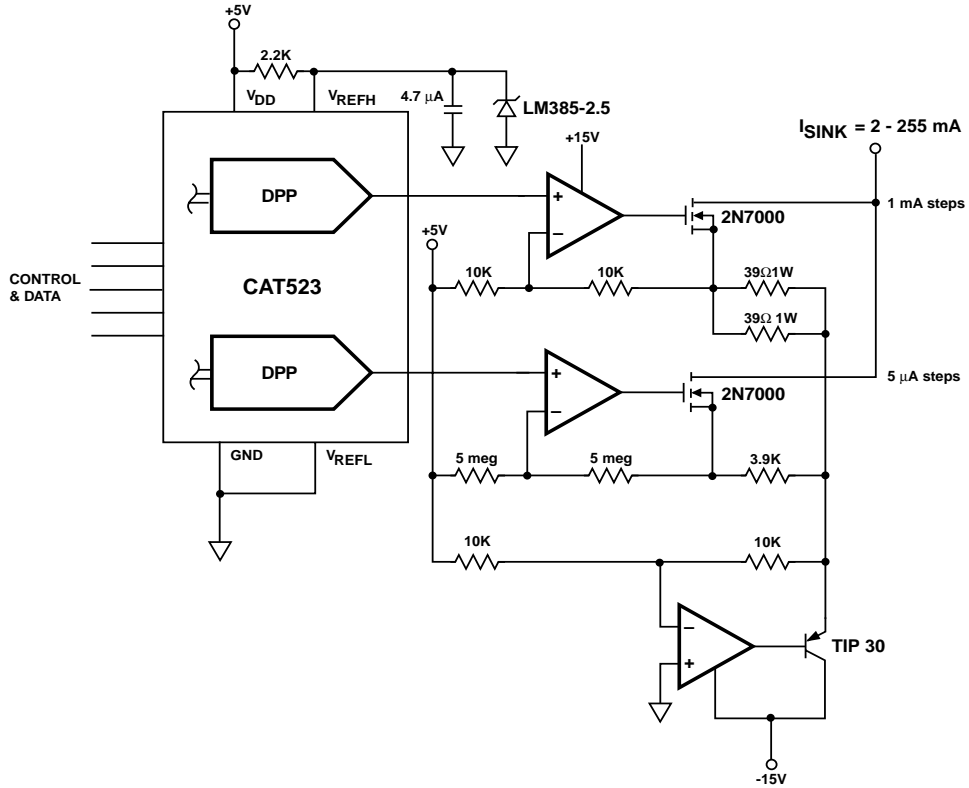 +5V
2.2K
VDD
VREFH
4.7 μA
LM385-2.5
ISINK = 2 - 255 mA
+15V
DPP
+
−
2N7000
1 mA steps
+5V
10K
10K
39Ω1W
CONTROL
& DATA
CAT523
39Ω 1W
DPP
+
−
2N7000
5 μA steps
GND
VREFL
5 meg
5 meg
3.9K
10K
10K
−
+
TIP 30
-15V